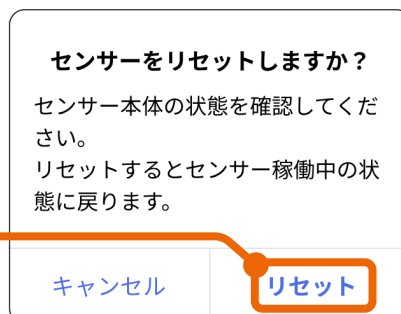 センサーをリセットしますか？
センサー本体の状態を確認してくだ
さい。
リセットするとセンサー稼働中の状
態に戻ります。
キャンセル
リセット